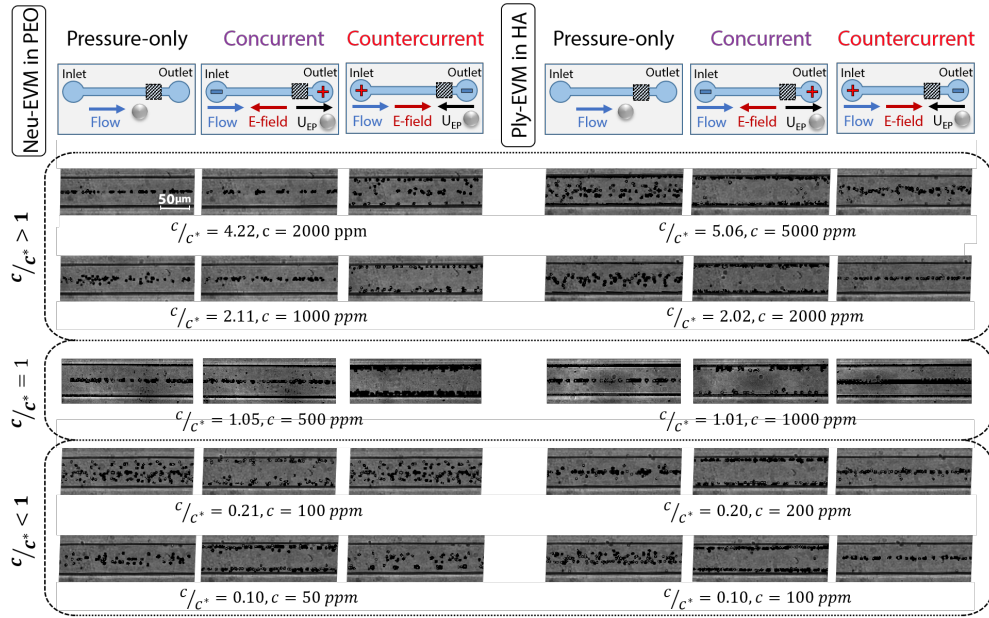 Neu-EVM in PEO
Pressure-only Concurrent Countercurrent
Inlet Outlet Inlet Outlet
− + + −
Flow Flow E-field U_EP Flow E-field U_EP
Ply-EVM in HA
Pressure-only Concurrent Countercurrent
Inlet Outlet Inlet Outlet
− + + −
Flow Flow E-field U_EP Flow E-field U_EP
c/c* > 1
50μm
c/c* = 4.22, c = 2000 ppm
c/c* = 5.06, c = 5000 ppm
c/c* = 2.11, c = 1000 ppm
c/c* = 2.02, c = 2000 ppm
c/c* = 1
c/c* = 1.05, c = 500 ppm
c/c* = 1.01, c = 1000 ppm
c/c* < 1
c/c* = 0.21, c = 100 ppm
c/c* = 0.20, c = 200 ppm
c/c* = 0.10, c = 50 ppm
c/c* = 0.10, c = 100 ppm